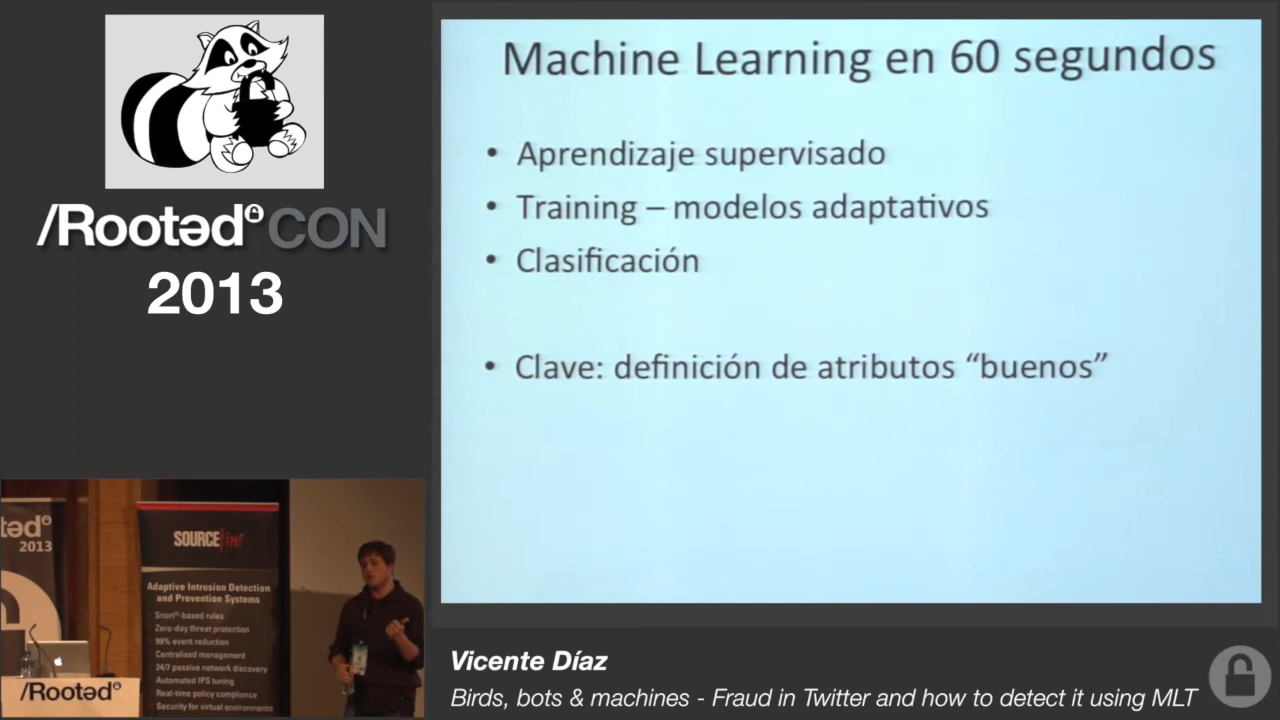 /Rootəd CON
2013
Machine Learning en 60 segundos
• Aprendizaje supervisado
• Training – modelos adaptativos
• Clasificación
• Clave: definición de atributos “buenos”
təd
2013
SOURCEfire
Adaptive Intrusion Detection
and Prevention Systems
Snort®-based rules
Zero-day threat protection
99% event reduction
Centralised management
24/7 passive network discovery
Automated IPS tuning
Real-time policy compliance
Security for virtual environments
/Rootəd
Vicente Díaz
Birds, bots & machines - Fraud in Twitter and how to detect it using MLT